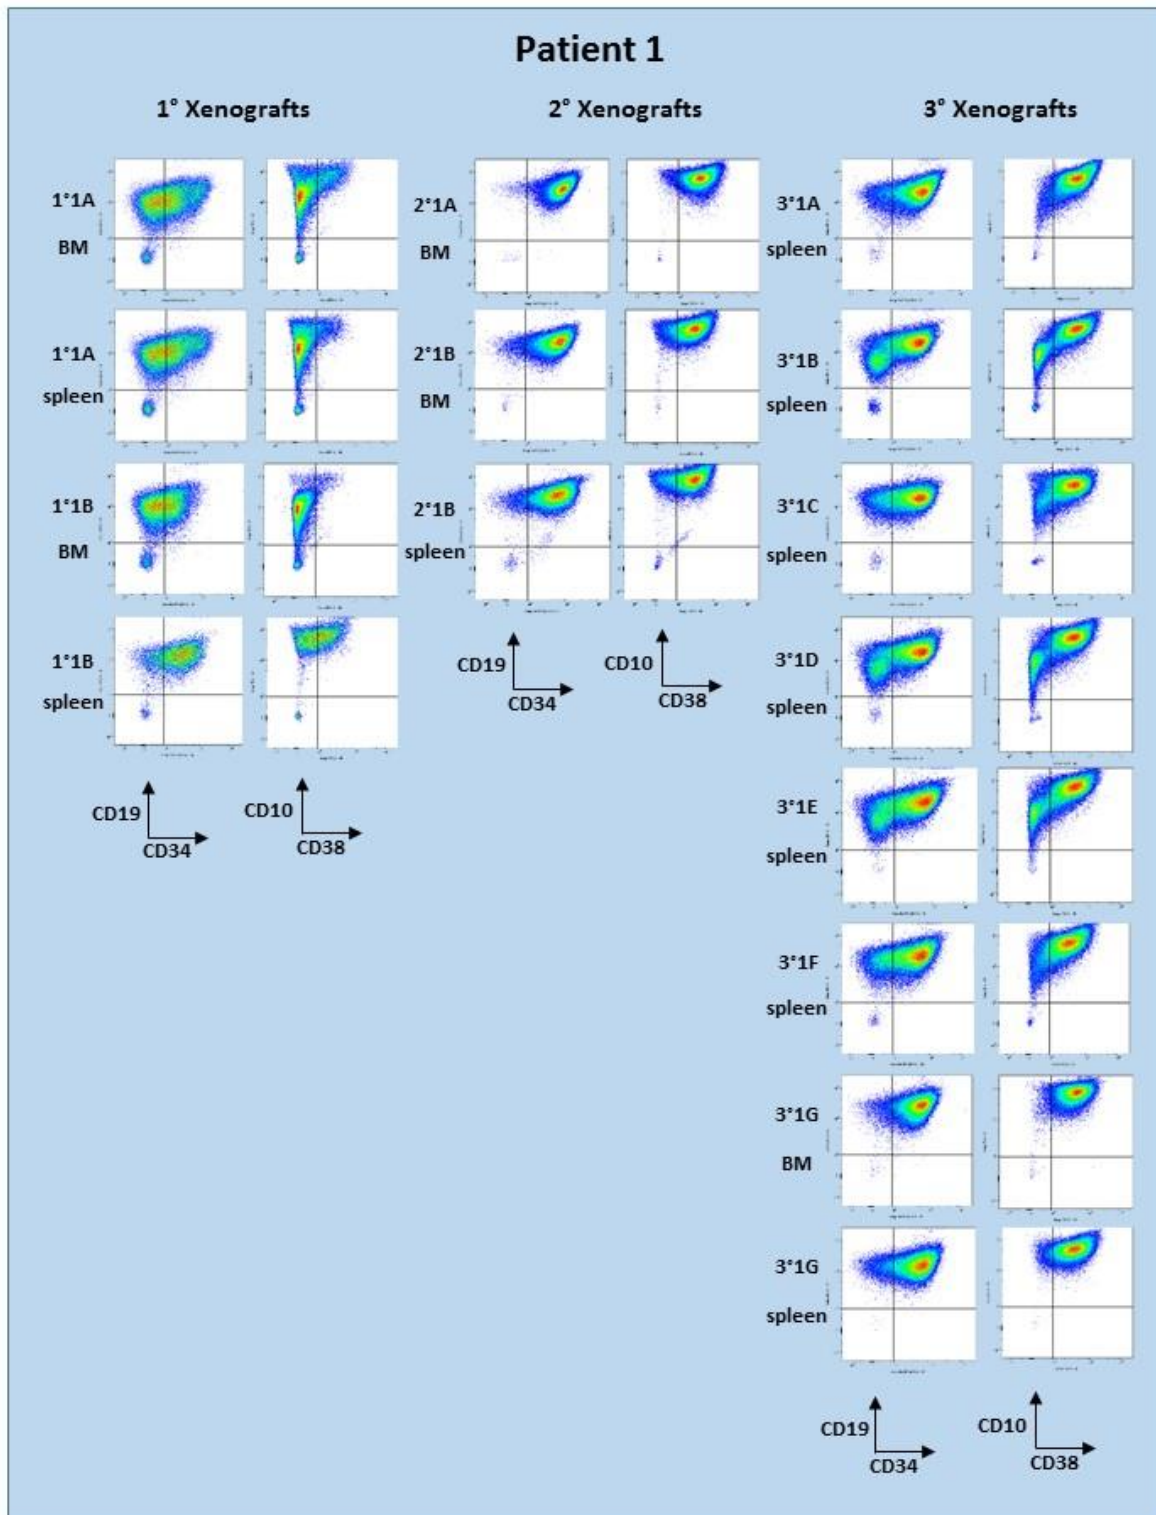 Patient 1
1° Xenografts
2° Xenografts
3° Xenografts
1°1A
BM
1°1A
spleen
1°1B
BM
1°1B
spleen
CD19
CD34
CD10
CD38
2°1A
BM
2°1B
BM
2°1B
spleen
CD19
CD34
CD10
CD38
3°1A
spleen
3°1B
spleen
3°1C
spleen
3°1D
spleen
3°1E
spleen
3°1F
spleen
3°1G
BM
3°1G
spleen
CD19
CD34
CD10
CD38